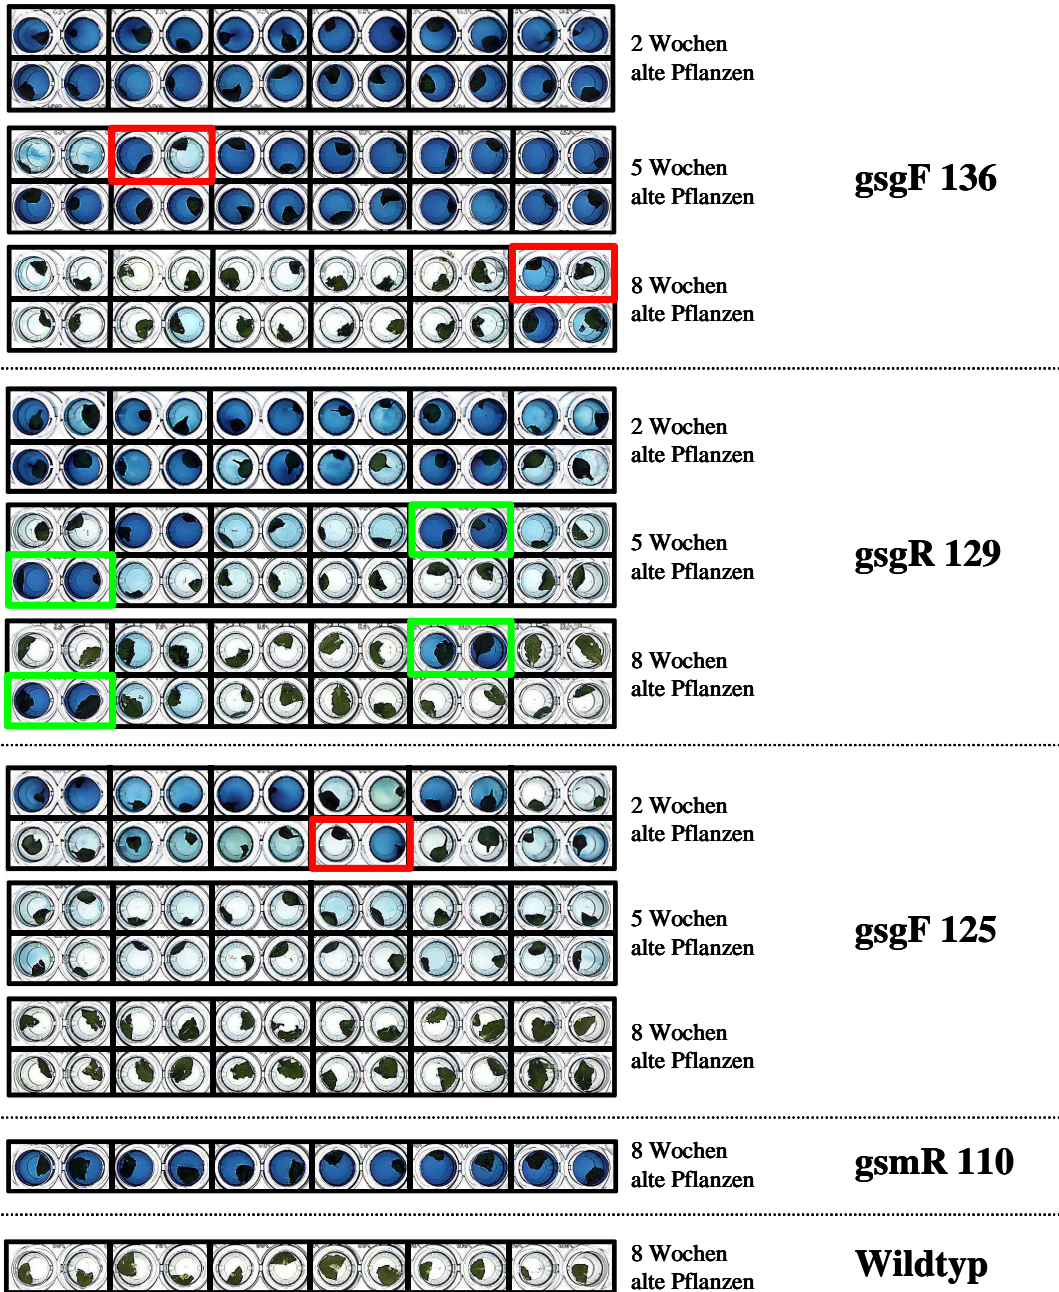 2 Wochen
alte Pflanzen
5 Wochen
alte Pflanzen
gsgF 136
8 Wochen
alte Pflanzen
2 Wochen
alte Pflanzen
5 Wochen
alte Pflanzen
gsgR 129
8 Wochen
alte Pflanzen
2 Wochen
alte Pflanzen
5 Wochen
alte Pflanzen
gsgF 125
8 Wochen
alte Pflanzen
8 Wochen
alte Pflanzen
gsmR 110
8 Wochen
alte Pflanzen
Wildtyp